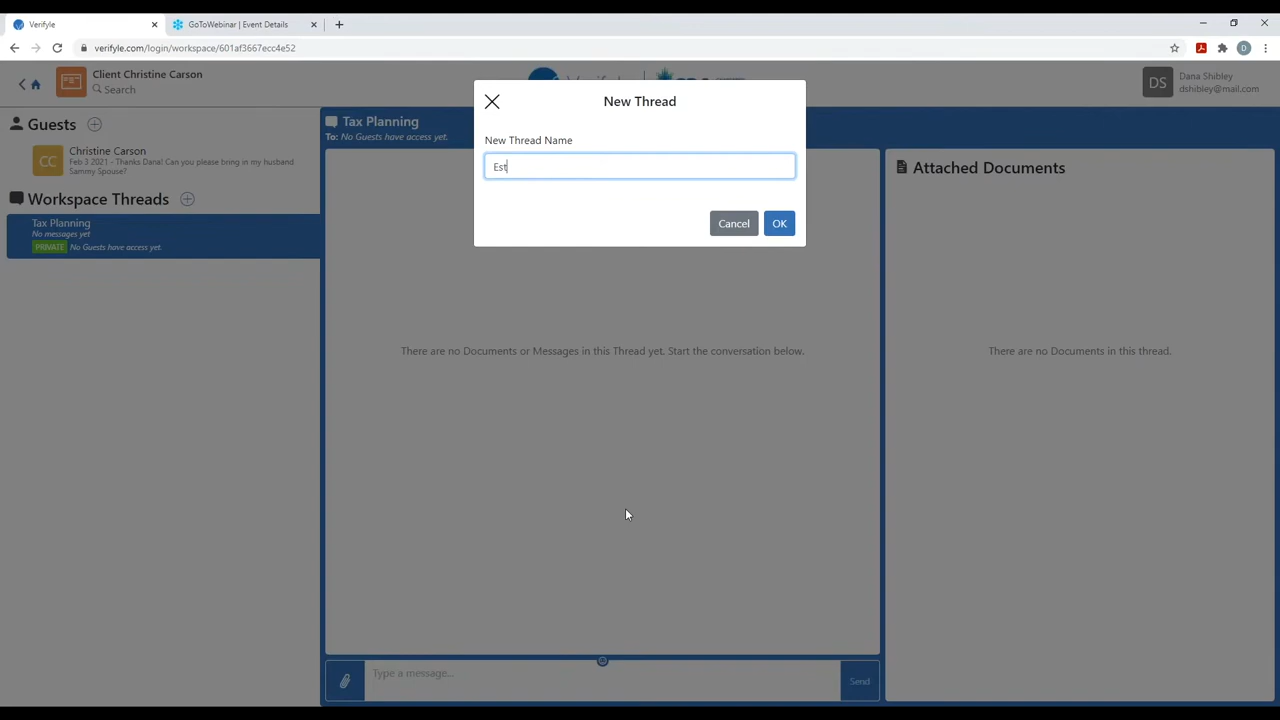 Verifyle
GoToWebinar | Event Details
verifyle.com/login/workspace/601af3667ecc4e52
D
Client Christine Carson
Search
DS
Dana Shibley
dshibley@mail.com
Guests
CC
Christine Carson
Feb 3 2021 - Thanks Dana! Can you please bring in my husband
Sammy Spouse?
Workspace Threads
Tax Planning
No messages yet
PRIVATE No Guests have access yet.
Tax Planning
To: No Guests have access yet.
New Thread
New Thread Name
Est
Cancel
OK
There are no Documents or Messages in this Thread yet. Start the conversation below.
Type a message...
Send
Attached Documents
There are no Documents in this thread.